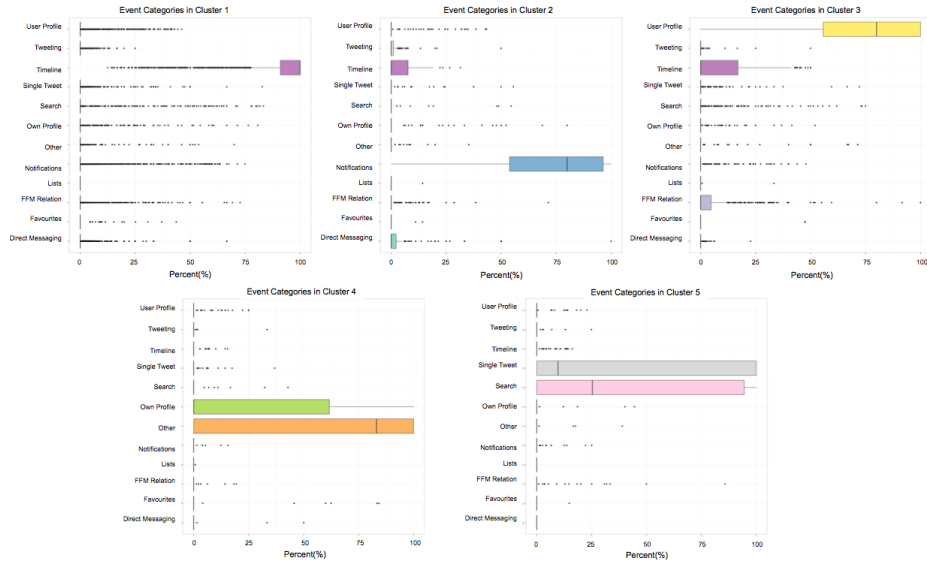 Event Categories in Cluster 1
User Profile
Tweeting
Timeline
Single Tweet
Search
Own Profile
Other
Notifications
Lists
FFM Relation
Favourites
Direct Messaging
0 25 50 75 100
Percent(%)
Event Categories in Cluster 2
User Profile
Tweeting
Timeline
Single Tweet
Search
Own Profile
Other
Notifications
Lists
FFM Relation
Favourites
Direct Messaging
0 25 50 75 100
Percent(%)
Event Categories in Cluster 3
User Profile
Tweeting
Timeline
Single Tweet
Search
Own Profile
Other
Notifications
Lists
FFM Relation
Favourites
Direct Messaging
0 25 50 75 100
Percent(%)
Event Categories in Cluster 4
User Profile
Tweeting
Timeline
Single Tweet
Search
Own Profile
Other
Notifications
Lists
FFM Relation
Favourites
Direct Messaging
0 25 50 75 100
Percent(%)
Event Categories in Cluster 5
User Profile
Tweeting
Timeline
Single Tweet
Search
Own Profile
Other
Notifications
Lists
FFM Relation
Favourites
Direct Messaging
0 25 50 75 100
Percent(%)